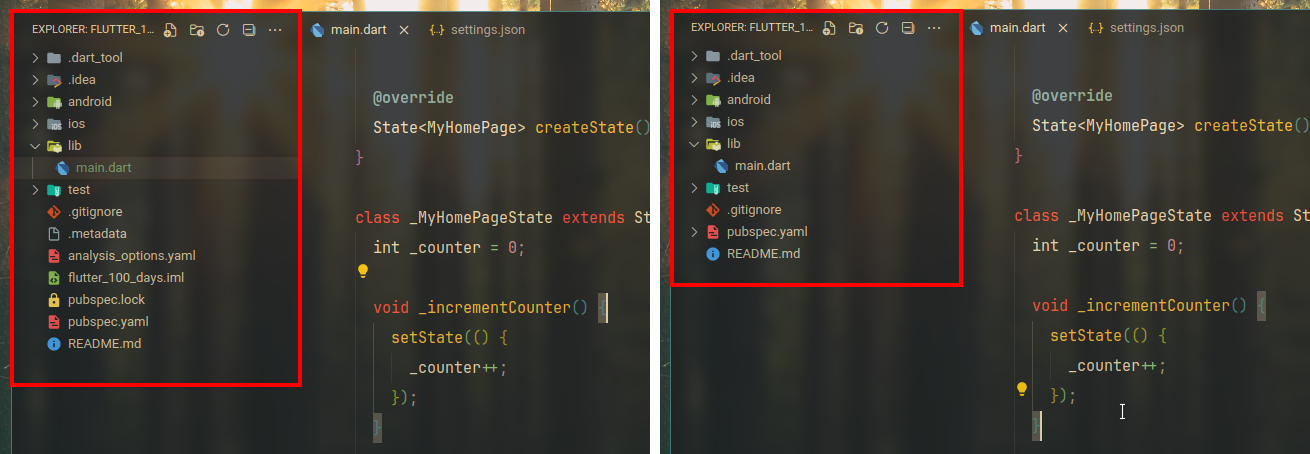 EXPLORER: FLUTTER_1...
.dart_tool
.idea
android
ios
lib
main.dart
test
.gitignore
.metadata
analysis_options.yaml
flutter_100_days.iml
pubspec.lock
pubspec.yaml
README.md
main.dart
settings.json
@override
State<MyHomePage> createState()
}
class _MyHomePageState extends St
int _counter = 0;
void _incrementCounter() {
setState(() {
_counter++;
});
}
EXPLORER: FLUTTER_1...
.dart_tool
.idea
android
ios
lib
main.dart
test
.gitignore
pubspec.yaml
README.md
main.dart
settings.json
@override
State<MyHomePage> createState()
}
class _MyHomePageState extends S
int _counter = 0;
void _incrementCounter() {
setState(() {
_counter++;
});
}